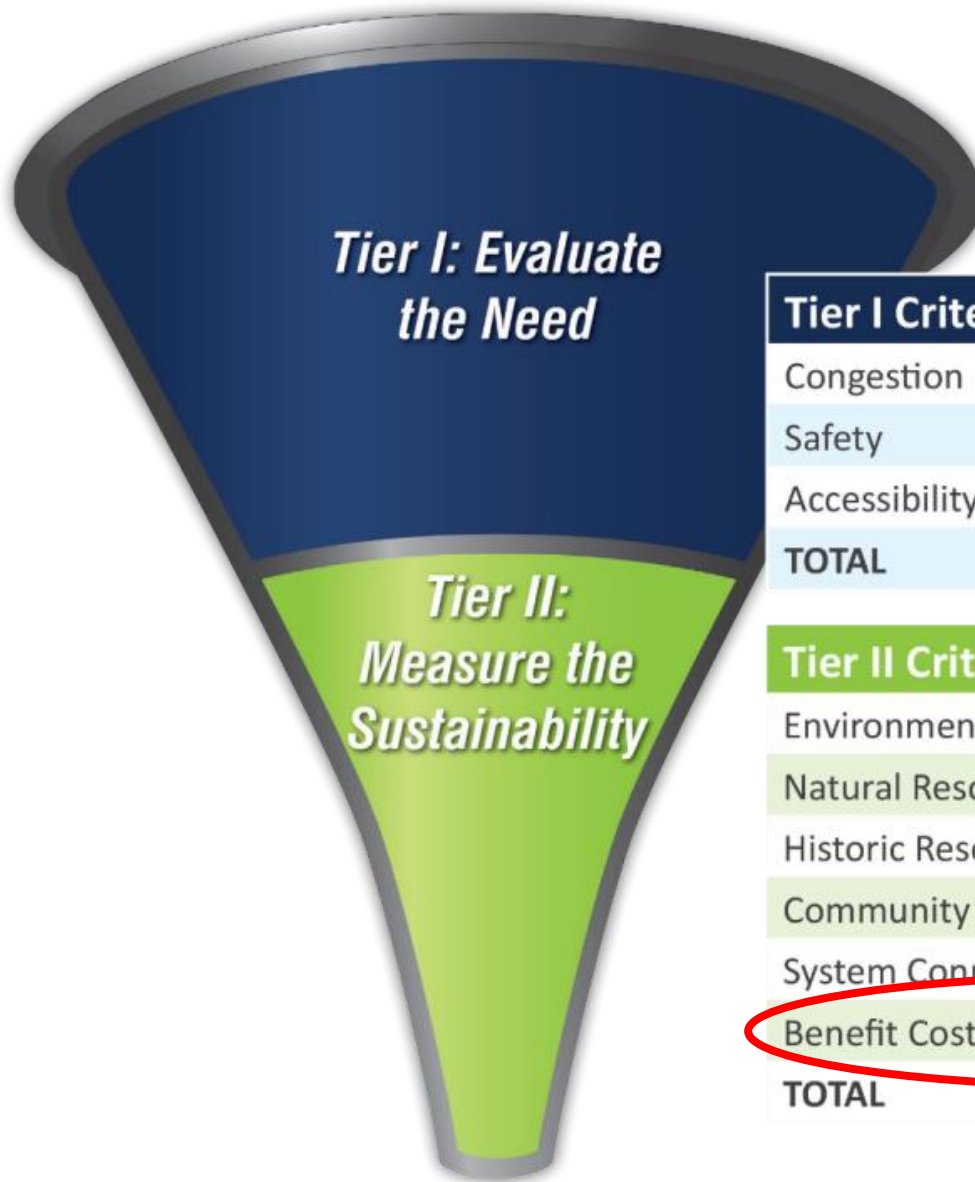 Tier I: Evaluate
the Need
Tier I Crite
Congestion
Safety
Accessibility
TOTAL
Tier II:
Measure the
Sustainability
Tier II Crit
Environmen
Natural Reso
Historic Reso
Community
System Conn
Benefit Cost
TOTAL